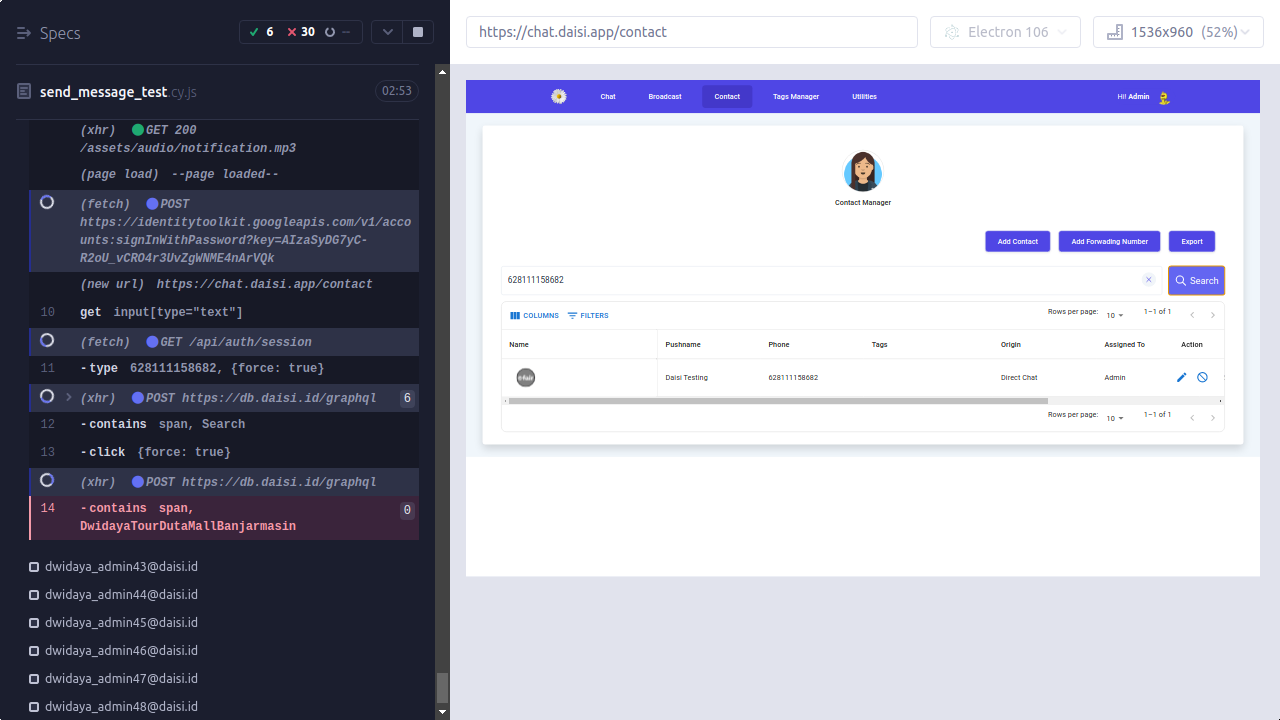 Specs
6 30 --
send_message_test.cy.js 02:53
(xhr) GET 200
/assets/audio/notification.mp3
(page load) --page loaded--
(fetch) POST
https://identitytoolkit.googleapis.com/v1/acco
unts:signInWithPassword?key=AIzaSyDG7yC-
R2oU_vCRO4r3UvZgWNME4nArVQk
(new url) https://chat.daisi.app/contact
10 get input[type="text"]
(fetch) GET /api/auth/session
11 -type 628111158682, {force: true}
(xhr) POST https://db.daisi.id/graphql 6
12 -contains span, Search
13 -click {force: true}
(xhr) POST https://db.daisi.id/graphql
14 -contains span, 0
DwidayaTourDutaMallBanjarmasin
dwidaya_admin43@daisi.id
dwidaya_admin44@daisi.id
dwidaya_admin45@daisi.id
dwidaya_admin46@daisi.id
dwidaya_admin47@daisi.id
dwidaya_admin48@daisi.id
https://chat.daisi.app/contact
Electron 106
1536x960 (52%)
Chat Broadcast Contact Tags Manager Utilities Hi! Admin
Contact Manager
Add Contact Add Forwading Number Export
628111158682
Search
COLUMNS FILTERS Rows per page: 10 1–1 of 1
Name Pushname Phone Tags Origin Assigned To Action
Daisi Testing 628111158682 Direct Chat Admin
Rows per page: 10 1–1 of 1